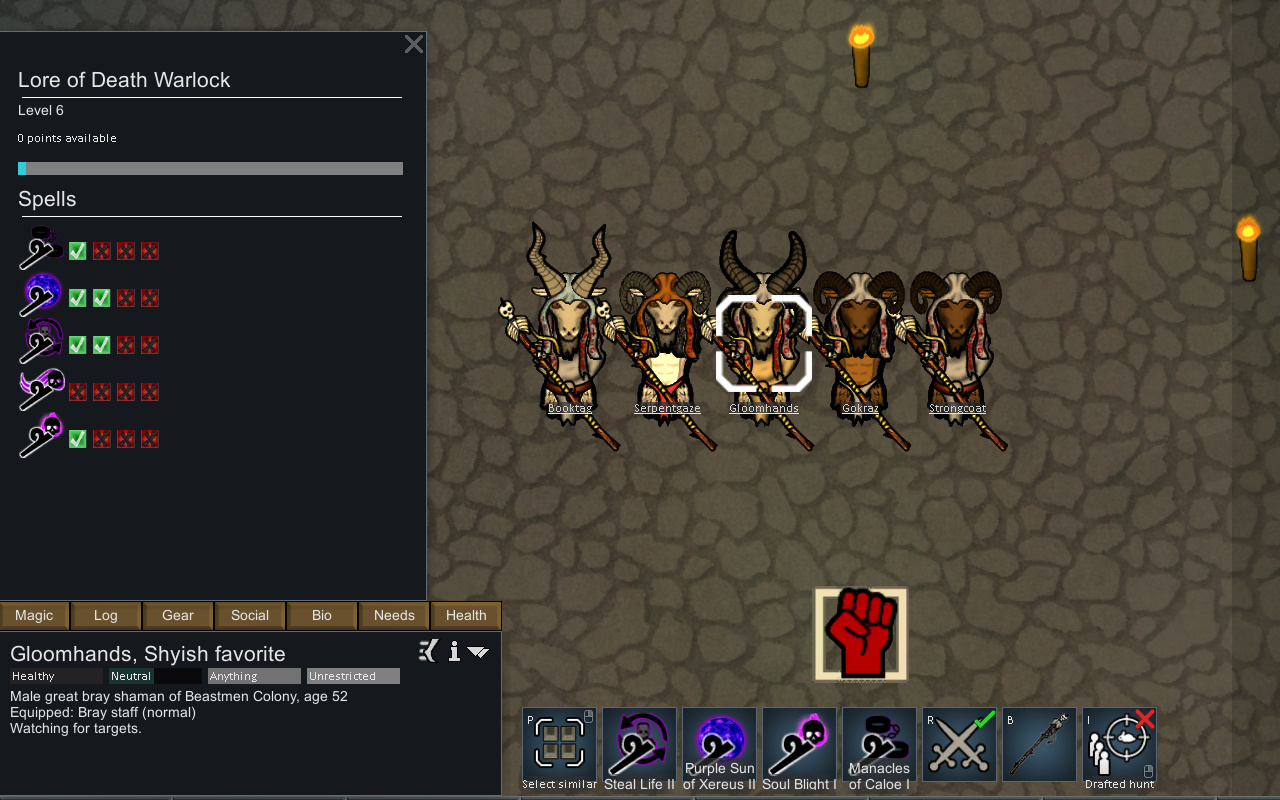 Lore of Death Warlock
Level 6
0 points available
Spells
Booktag
Serpentgaze
Gloomhands
Gokraz
Strongcoat
Magic
Log
Gear
Social
Bio
Needs
Health
Gloomhands, Shyish favorite
Healthy
Neutral
Anything
Unrestricted
Male great bray shaman of Beastmen Colony, age 52
Equipped: Bray staff (normal)
Watching for targets.
P
Select similar
Steal Life II
Purple Sun
of Xereus II
Soul Blight I
Manacles
of Caloe I
R
B
I
Drafted hunt